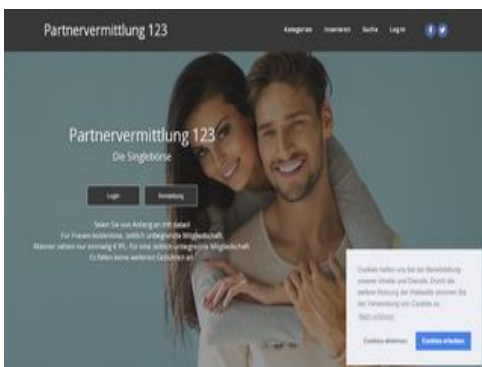 Partnervermittlung 123
Kategorien Inserieren Suche Log In
Partnervermittlung 123
Die Singlebörse
Login Anmeldung
Seien Sie von Anfang an mit dabei!
Für Frauen kostenlose, zeitlich unbegrenzte Mitgliedschaft.
Männer zahlen nur einmalig € 99,- für eine zeitlich unbegrenzte Mitgliedschaft.
Es fallen keine weiteren Gebühren an.
Cookies helfen uns bei der Bereitstellung
unserer Inhalte und Dienste. Durch die
weitere Nutzung der Webseite stimmen Sie
der Verwendung von Cookies zu.
Mehr erfahren
Cookies ablehnen Cookies erlauben